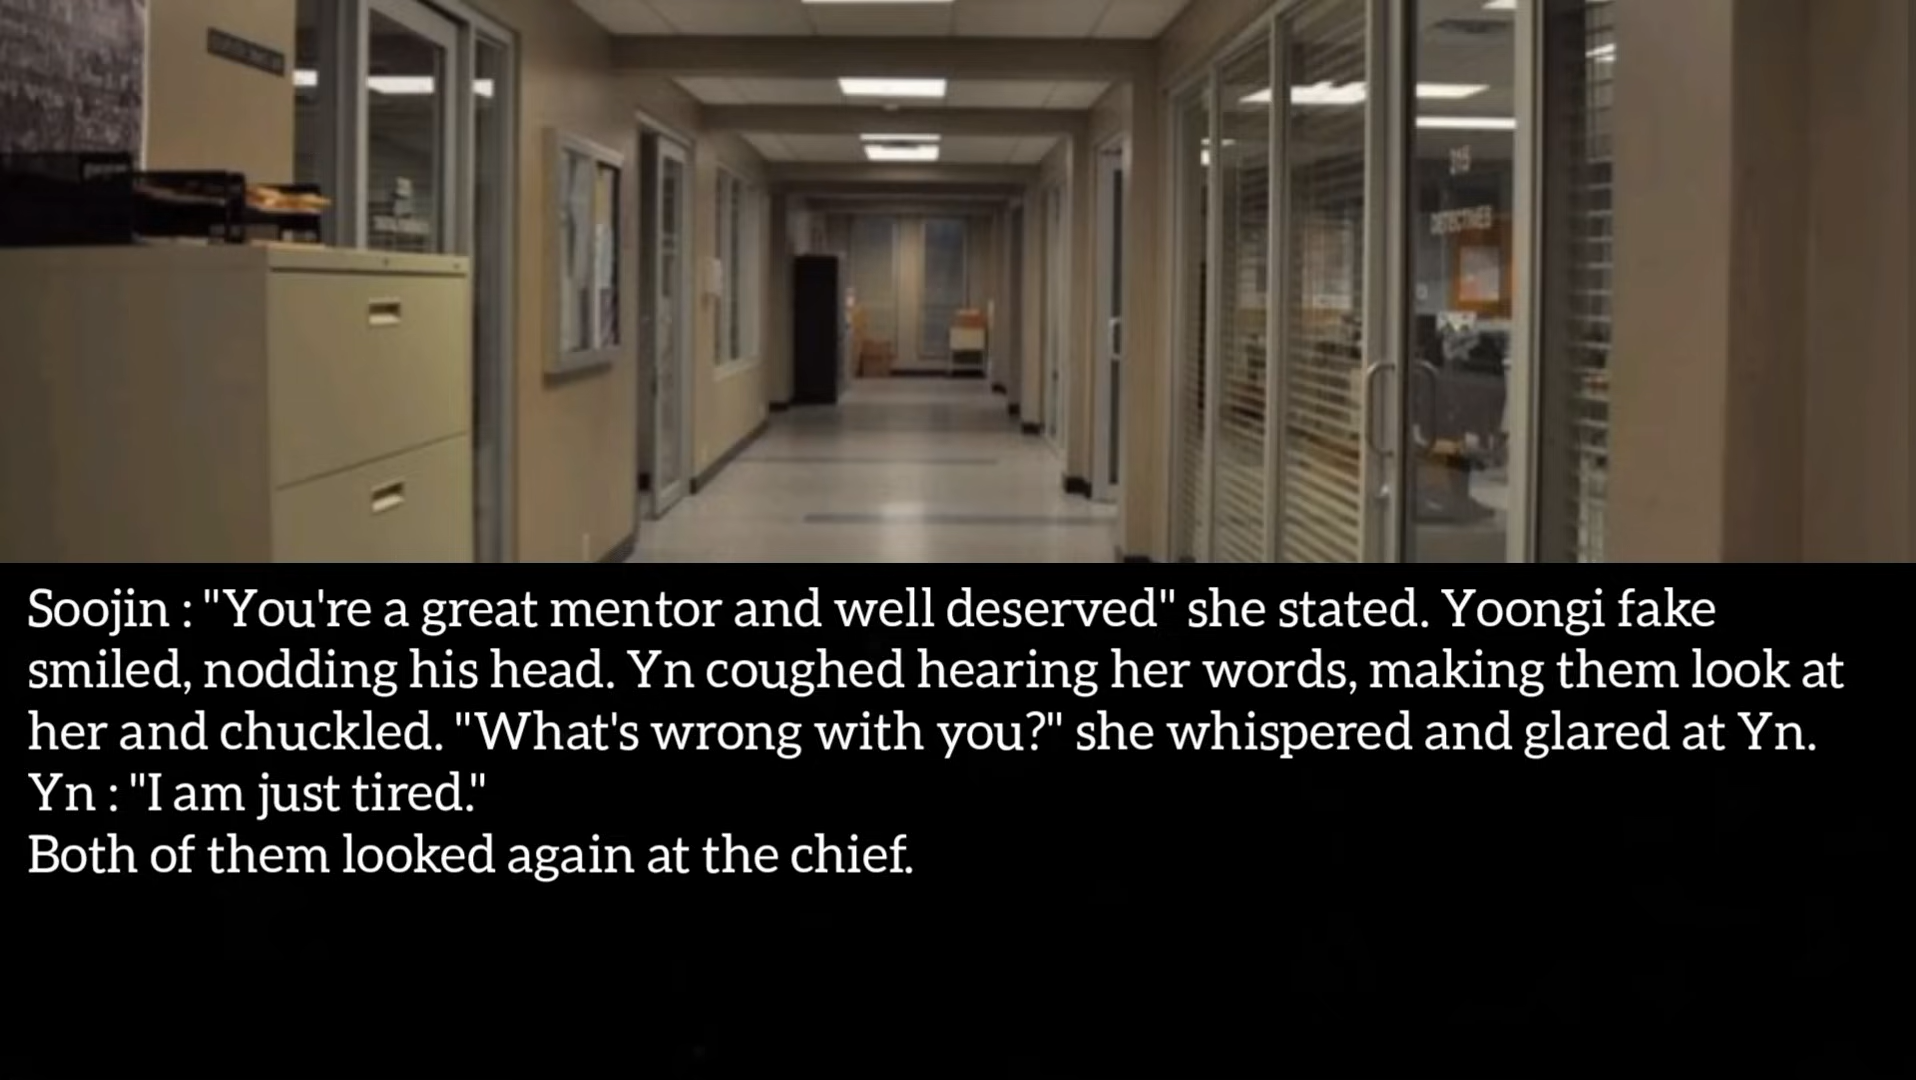 DETECTIVES
Soojin : "You're a great mentor and well deserved" she stated. Yoongi fake
smiled, nodding his head. Yn coughed hearing her words, making them look at
her and chuckled. "What's wrong with you?" she whispered and glared at Yn.
Yn : "I am just tired."
Both of them looked again at the chief.